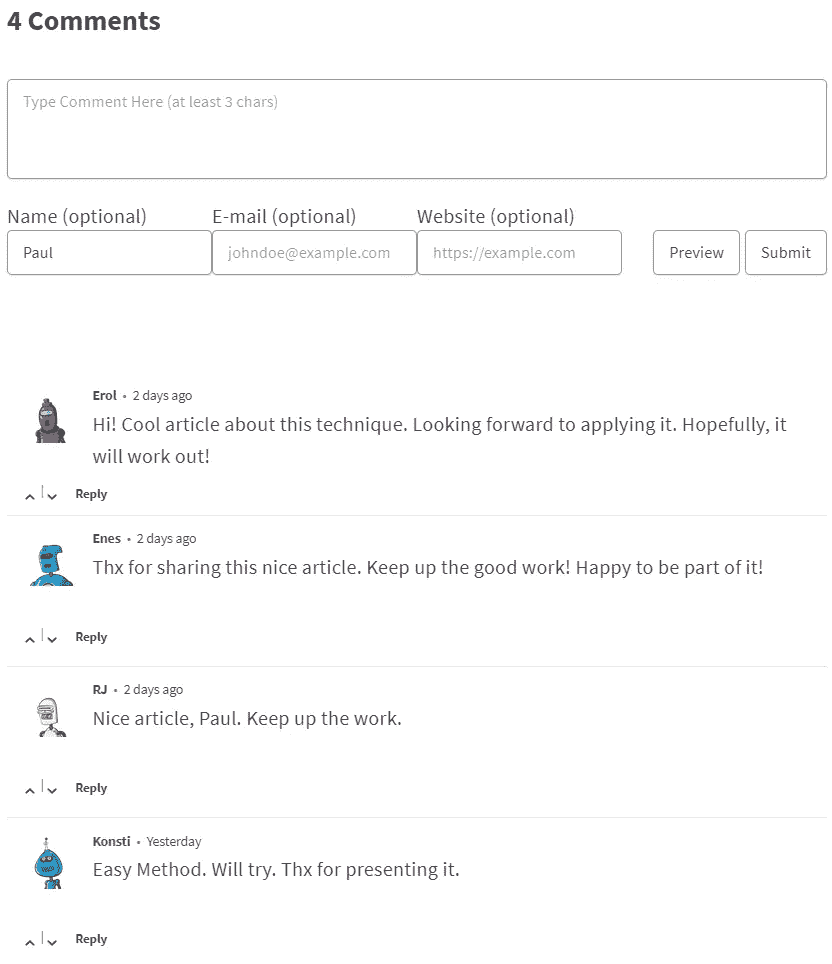 4 Comments
Type Comment Here (at least 3 chars)
Name (optional) E-mail (optional) Website (optional)
Paul johndoe@example.com https://example.com Preview Submit
Erol • 2 days ago
Hi! Cool article about this technique. Looking forward to applying it. Hopefully, it
will work out!
Reply
Enes • 2 days ago
Thx for sharing this nice article. Keep up the good work! Happy to be part of it!
Reply
RJ • 2 days ago
Nice article, Paul. Keep up the work.
Reply
Konsti • Yesterday
Easy Method. Will try. Thx for presenting it.
Reply